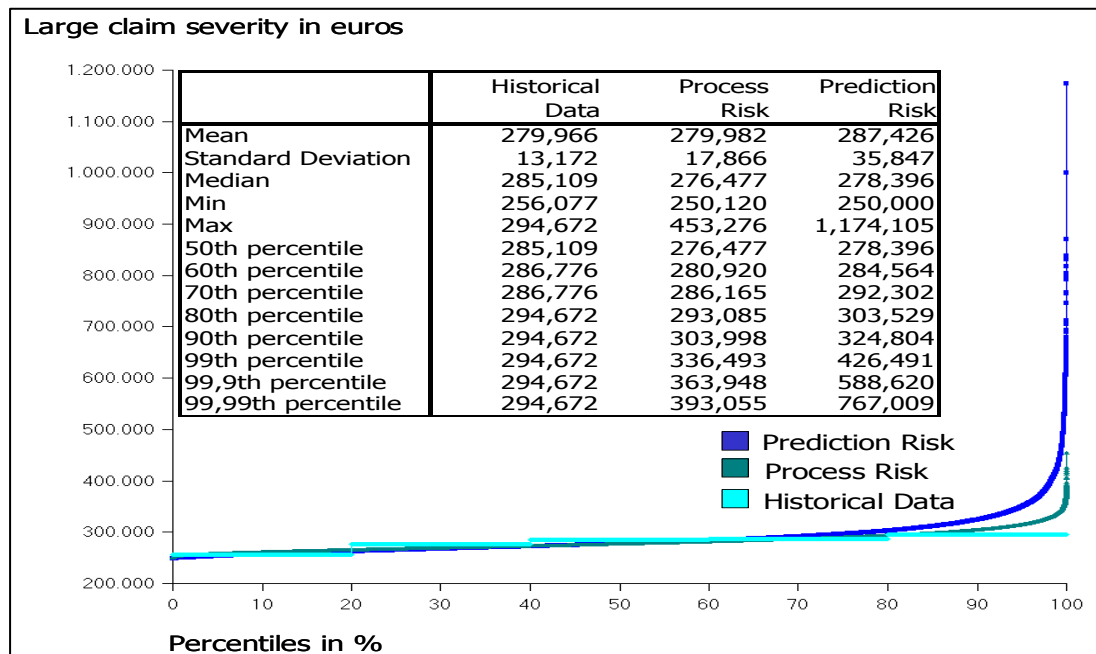 Large claim severity in euros
1.200.000
1.100.000
1.000.000
900.000
800.000
700.000
600.000
500.000
400.000
300.000
200.000
Historical Data Process Risk Prediction Risk
Mean 279,966 279,982 287,426
Standard Deviation 13,172 17,866 35,847
Median 285,109 276,477 278,396
Min 256,077 250,120 250,000
Max 294,672 453,276 1,174,105
50th percentile 285,109 276,477 278,396
60th percentile 286,776 280,920 284,564
70th percentile 286,776 286,165 292,302
80th percentile 294,672 293,085 303,529
90th percentile 294,672 303,998 324,804
99th percentile 294,672 336,493 426,491
99,9th percentile 294,672 363,948 588,620
99,99th percentile 294,672 393,055 767,009
Prediction Risk
Process Risk
Historical Data
0 10 20 30 40 50 60 70 80 90 100
Percentiles in %